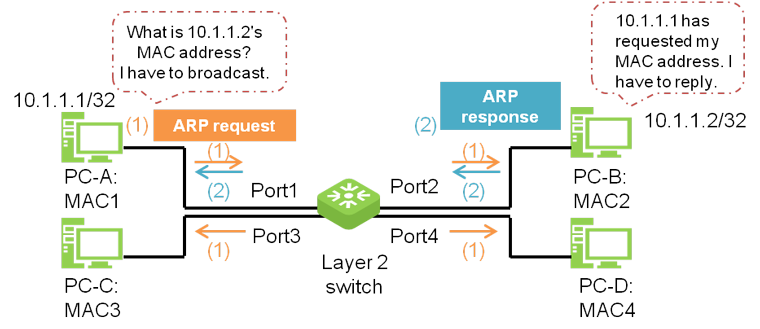 What is 10.1.1.2's
MAC address?
I have to broadcast.
10.1.1.1 has
requested my
MAC address. I
have to reply.
10.1.1.1/32
(1)
ARP request
(2)
ARP
response
10.1.1.2/32
(1)
(2)
(1)
(2)
PC-A:
MAC1
Port1
Port2
PC-B:
MAC2
(1)
Port3
Port4
(1)
Layer 2
switch
PC-C:
MAC3
PC-D:
MAC4